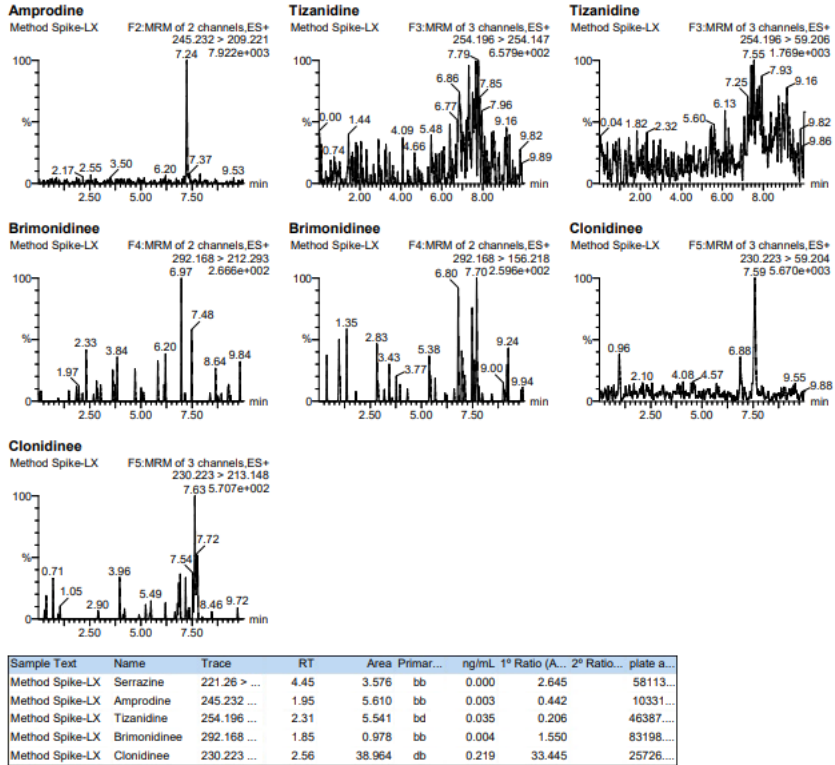 Amprodine
Method Spike-LX F2:MRM of 2 channels,ES+
245.232 > 209.221
7.24 7.922e+003
100
%
0
2.17 2.55 3.50 6.20 7.37 9.53
2.50 5.00 7.50 min
Tizanidine
Method Spike-LX F3:MRM of 3 channels,ES+
254.196 > 254.147
7.79 6.579e+002
100
%
0
0.00 0.74 1.44 4.09 4.66 5.48 6.77 6.86 7.85 7.96 9.16 9.82 9.89
2.00 4.00 6.00 8.00 min
Tizanidine
Method Spike-LX F3:MRM of 3 channels,ES+
254.196 > 59.206
7.55 1.769e+003
100
%
0
0.04 1.82 2.32 5.60 6.13 7.25 7.93 9.16 9.82 9.86
2.00 4.00 6.00 8.00 min
Brimonidinee
Method Spike-LX F4:MRM of 2 channels,ES+
292.168 > 212.293
6.97 2.666e+002
100
%
0
1.97 2.33 3.84 6.20 7.48 8.64 9.84
2.50 5.00 7.50 min
Brimonidinee
Method Spike-LX F4:MRM of 2 channels,ES+
292.168 > 156.218
6.80 7.70 2.596e+002
100
%
0
1.35 2.83 3.43 3.77 5.38 9.00 9.24 9.94
2.50 5.00 7.50 min
Clonidinee
Method Spike-LX F5:MRM of 3 channels,ES+
230.223 > 59.204
7.59 5.670e+003
100
%
0
0.96 2.10 4.08 4.57 6.88 9.55 9.88
2.50 5.00 7.50 min
Clonidinee
Method Spike-LX F5:MRM of 3 channels,ES+
230.223 > 213.148
7.63 5.707e+002
100
%
0
0.71 1.05 2.90 3.96 5.49 7.54 7.72 8.46 9.72
2.50 5.00 7.50 min
Sample Text Name Trace RT Area Primar... ng/mL 1º Ratio (A... 2º Ratio... plate a...
Method Spike-LX Serrazine 221.26 > ... 4.45 3.576 bb 0.000 2.645 58113...
Method Spike-LX Amprodine 245.232 ... 1.95 5.610 bb 0.003 0.442 10331...
Method Spike-LX Tizanidine 254.196 ... 2.31 5.541 bd 0.035 0.206 46387....
Method Spike-LX Brimonidinee 292.168 ... 1.85 0.978 bb 0.004 1.550 83198...
Method Spike-LX Clonidinee 230.223 ... 2.56 38.964 db 0.219 33.445 25726....